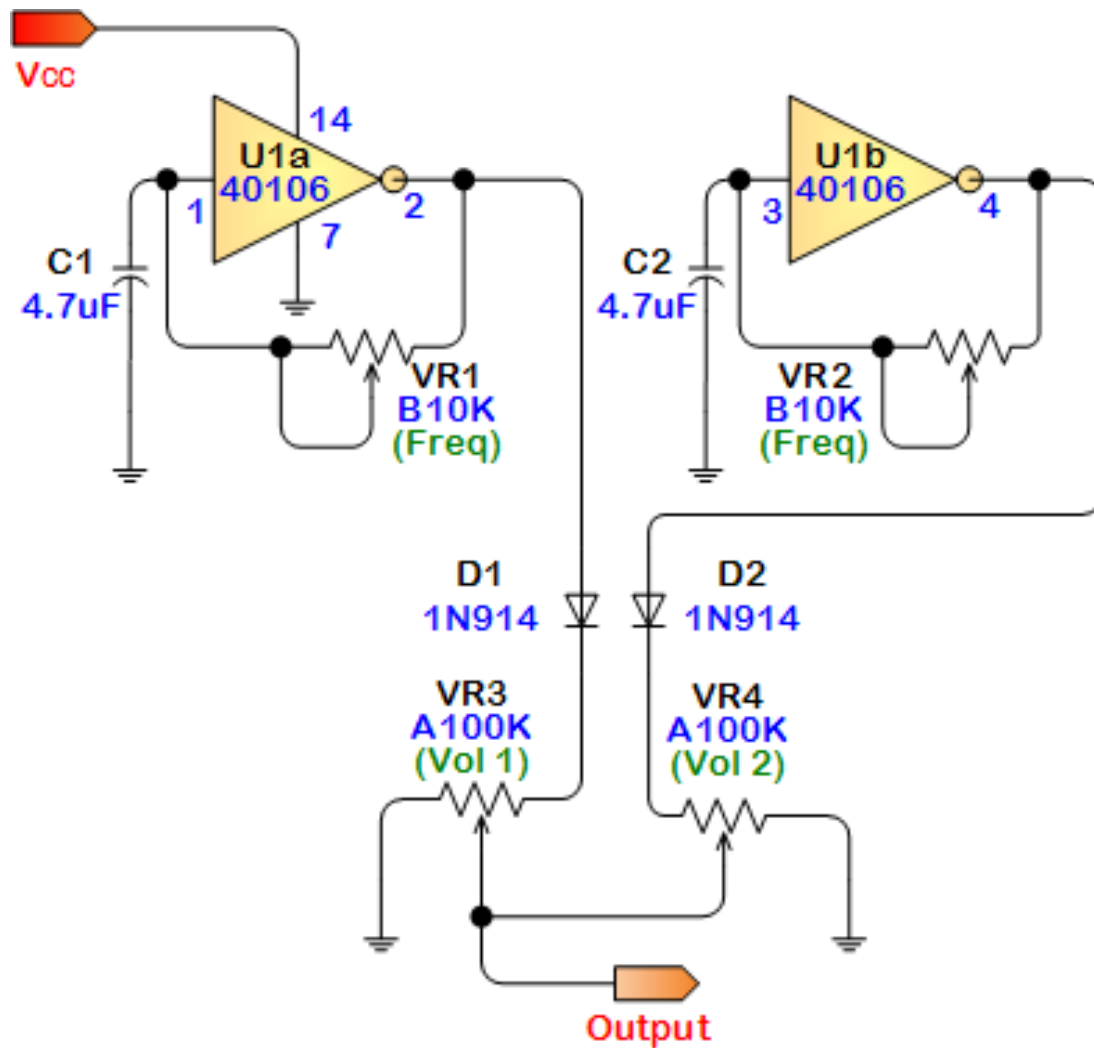 Vcc
14
U1a
40106
1
2
7
C1
4.7uF
VR1
B10K
(Freq)
U1b
40106
3
4
C2
4.7uF
VR2
B10K
(Freq)
D1
1N914
D2
1N914
VR3
A100K
(Vol 1)
VR4
A100K
(Vol 2)
Output